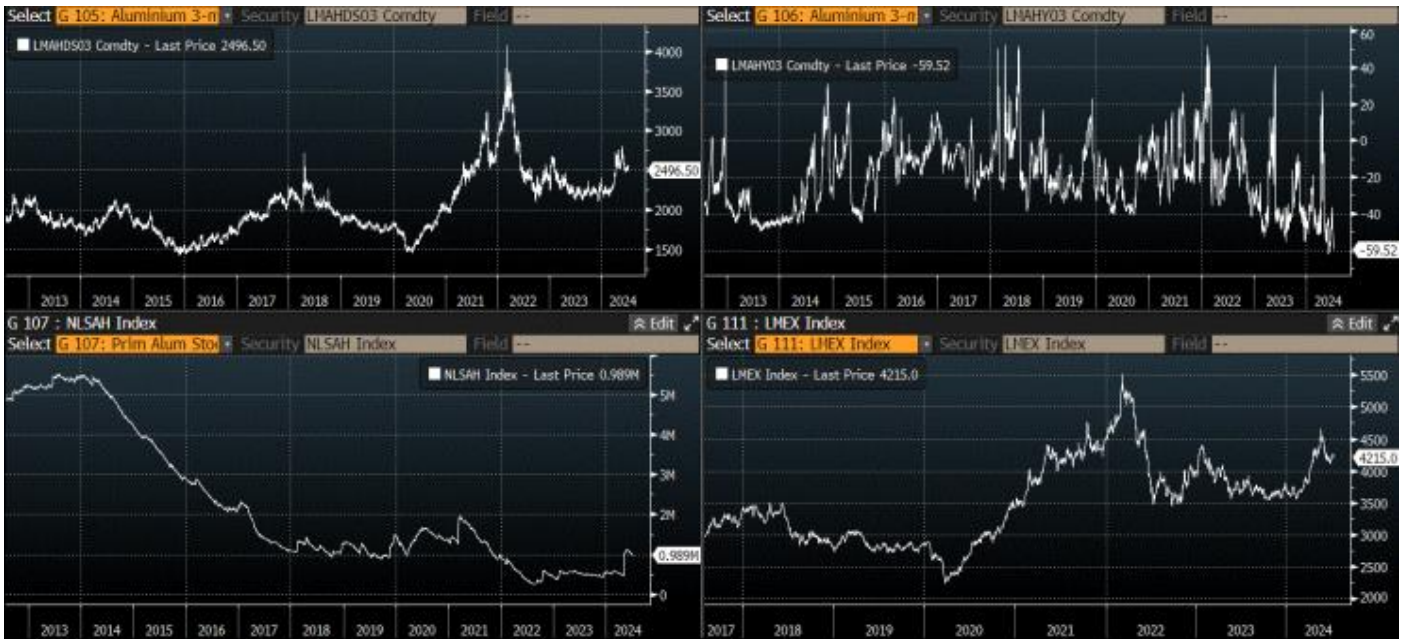 Select G 105: Aluminium 3-m Security LMAHDS03 Comdty Field --
LMAHDS03 Comdty - Last Price 2496.50
4000
3500
3000
2496.50
2000
1500
2013 2014 2015 2016 2017 2018 2019 2020 2021 2022 2023 2024
Select G 106: Aluminium 3-m Security LMAHY03 Comdty Field --
LMAHY03 Comdty - Last Price -59.52
60
40
20
0
-20
-40
-59.52
2013 2014 2015 2016 2017 2018 2019 2020 2021 2022 2023 2024
G 107 : NLSAH Index Edit
Select G 107: Prim Alum Stoc Security NLSAH Index Field --
NLSAH Index - Last Price 0.989M
5M
4M
3M
2M
0.989M
0
2013 2014 2015 2016 2017 2018 2019 2020 2021 2022 2023 2024
G 111 : LMEX Index Edit
Select G 111: LMEX Index Security LMEX Index Field --
LMEX Index - Last Price 4215.0
5500
5000
4500
4215.0
4000
3500
3000
2500
2000
2017 2018 2019 2020 2021 2022 2023 2024